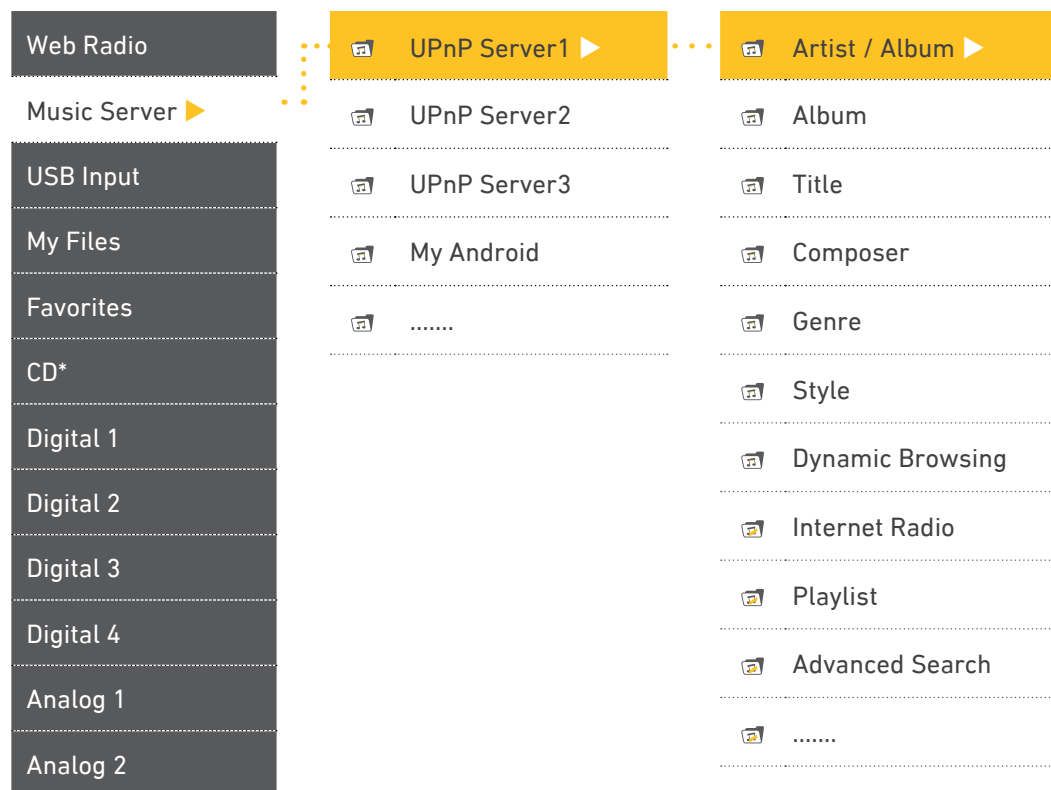 Web Radio
Music Server
USB Input
My Files
Favorites
CD*
Digital 1
Digital 2
Digital 3
Digital 4
Analog 1
Analog 2
UPnP Server1
UPnP Server2
UPnP Server3
My Android
.......
Artist / Album
Album
Title
Composer
Genre
Style
Dynamic Browsing
Internet Radio
Playlist
Advanced Search
.......